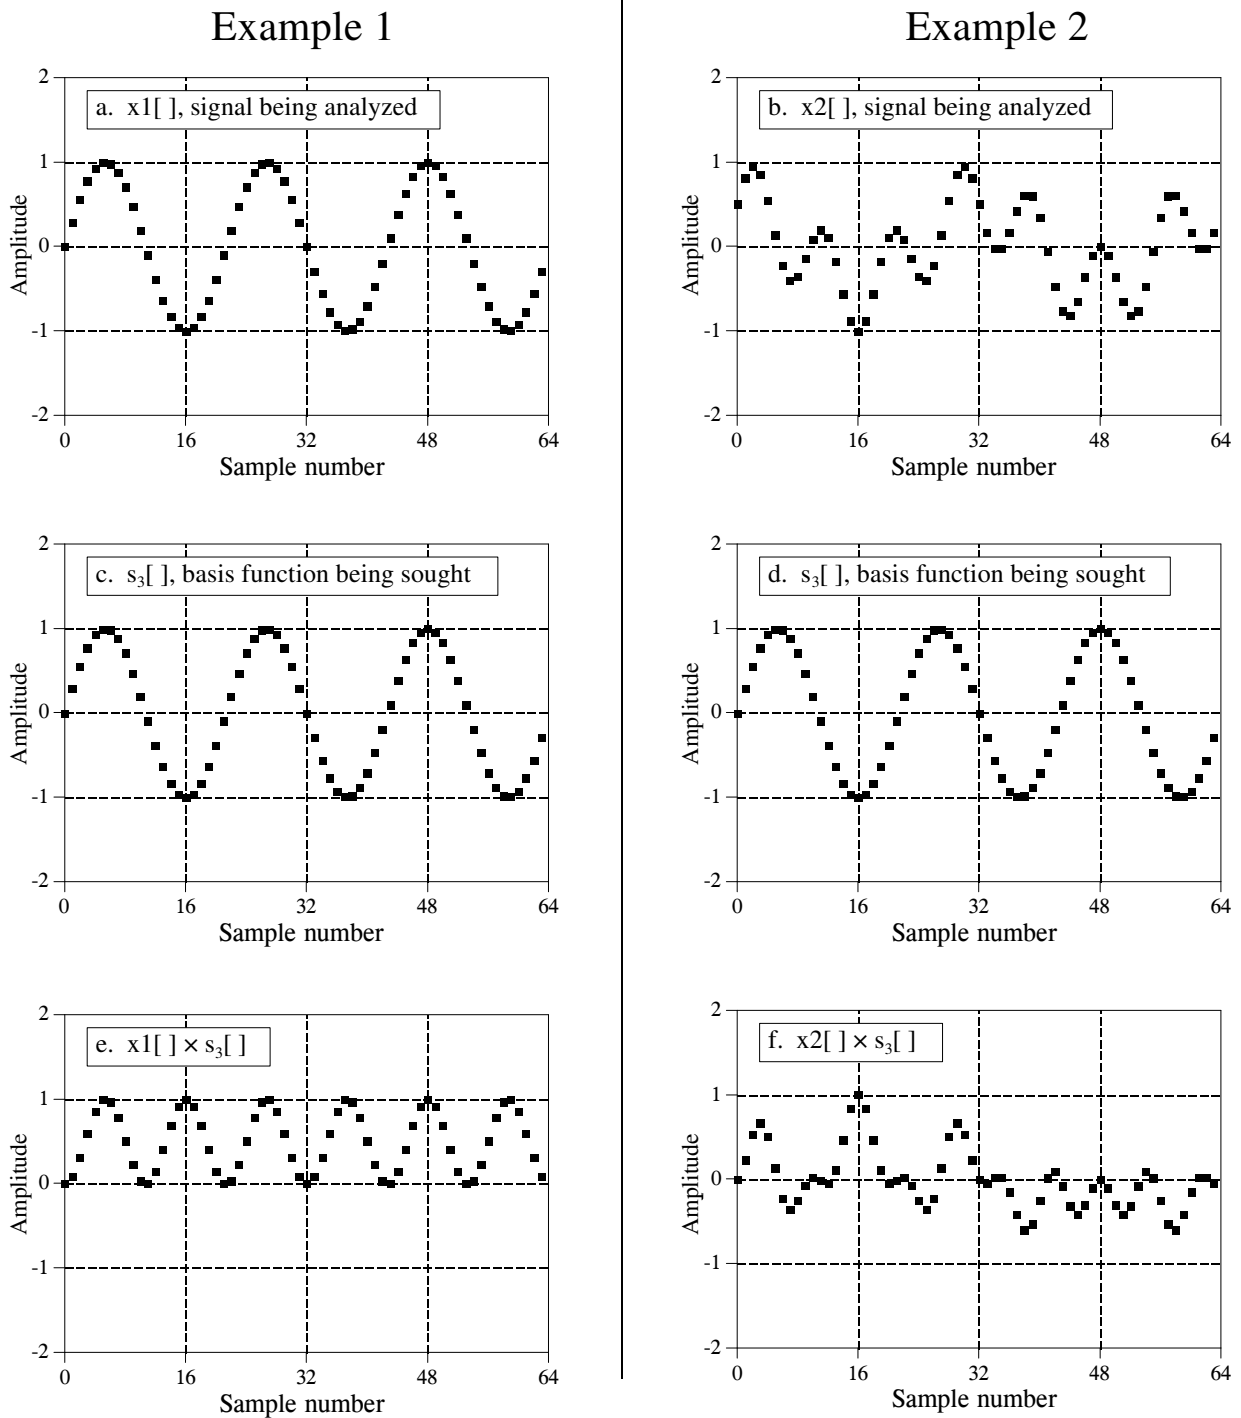 Example 1
Example 2
a. x1[ ], signal being analyzed
2
1
0
-1
-2
Amplitude
0 16 32 48 64
Sample number
b. x2[ ], signal being analyzed
2
1
0
-1
-2
Amplitude
0 16 32 48 64
Sample number
c. s₃[ ], basis function being sought
2
1
0
-1
-2
Amplitude
0 16 32 48 64
Sample number
d. s₃[ ], basis function being sought
2
1
0
-1
-2
Amplitude
0 16 32 48 64
Sample number
e. x1[ ] × s₃[ ]
2
1
0
-1
-2
Amplitude
0 16 32 48 64
Sample number
f. x2[ ] × s₃[ ]
2
1
0
-1
-2
Amplitude
0 16 32 48 64
Sample number